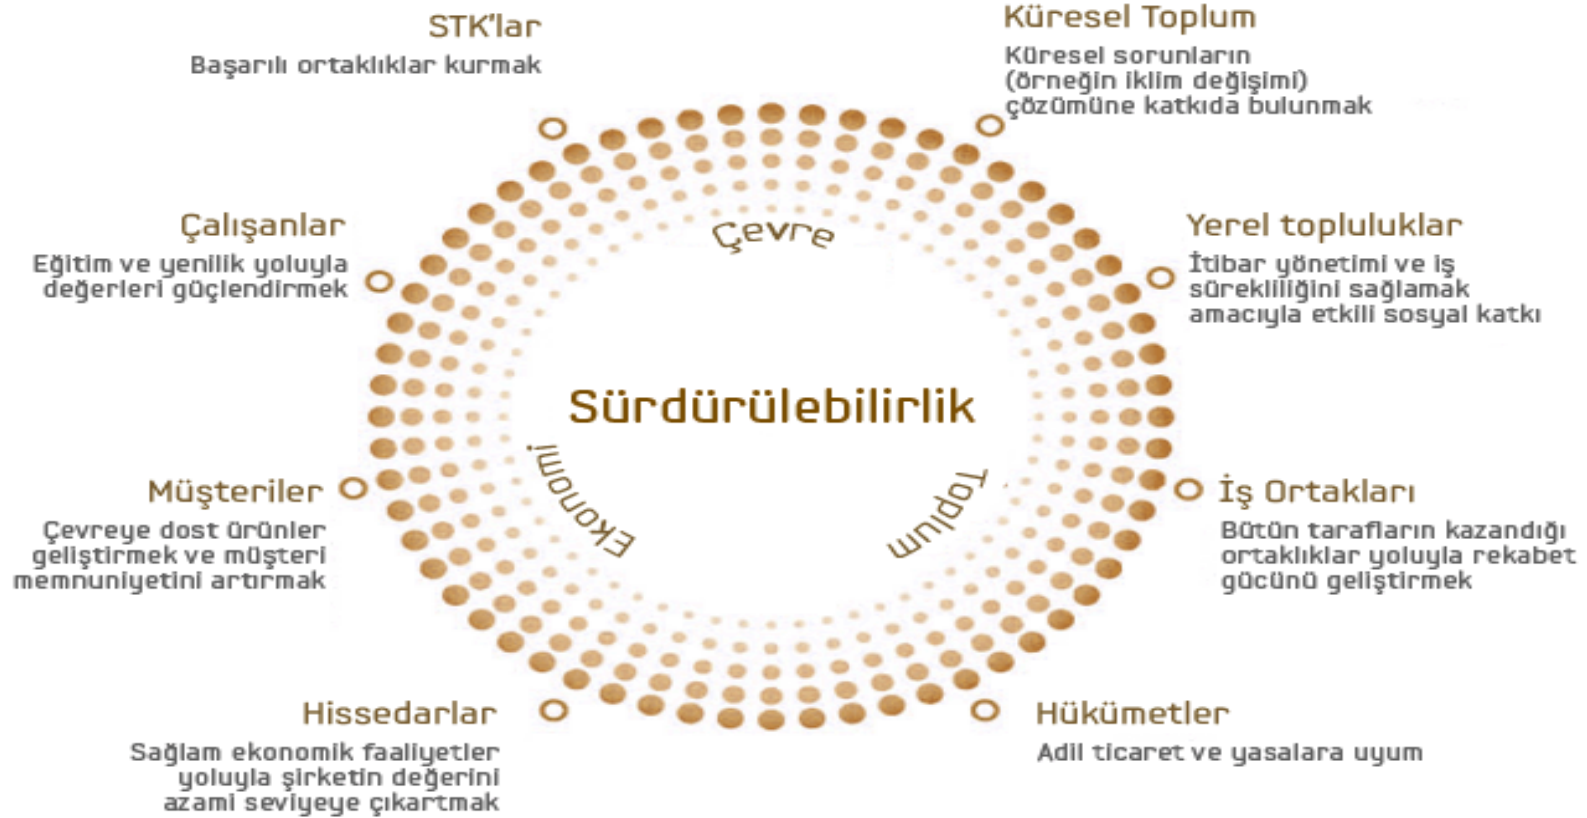 STK'lar
Başarılı ortaklıklar kurmak
Küresel Toplum
Küresel sorunların
(örneğin iklim değişimi)
çözümüne katkıda bulunmak
Çalışanlar
Eğitim ve yenilik yoluyla
değerleri güçlendirmek
Çevre
Yerel topluluklar
İtibar yönetimi ve iş
sürekliliğini sağlamak
amacıyla etkili sosyal katkı
Sürdürülebilirlik
Ekonomi
Toplum
Müşteriler
Çevreye dost ürünler
geliştirmek ve müşteri
memnuniyetini artırmak
İş Ortakları
Bütün tarafların kazandığı
ortaklıklar yoluyla rekabet
gücünü geliştirmek
Hissedarlar
Sağlam ekonomik faaliyetler
yoluyla şirketin değerini
azami seviyeye çıkartmak
Hükümetler
Adil ticaret ve yasalara uyum